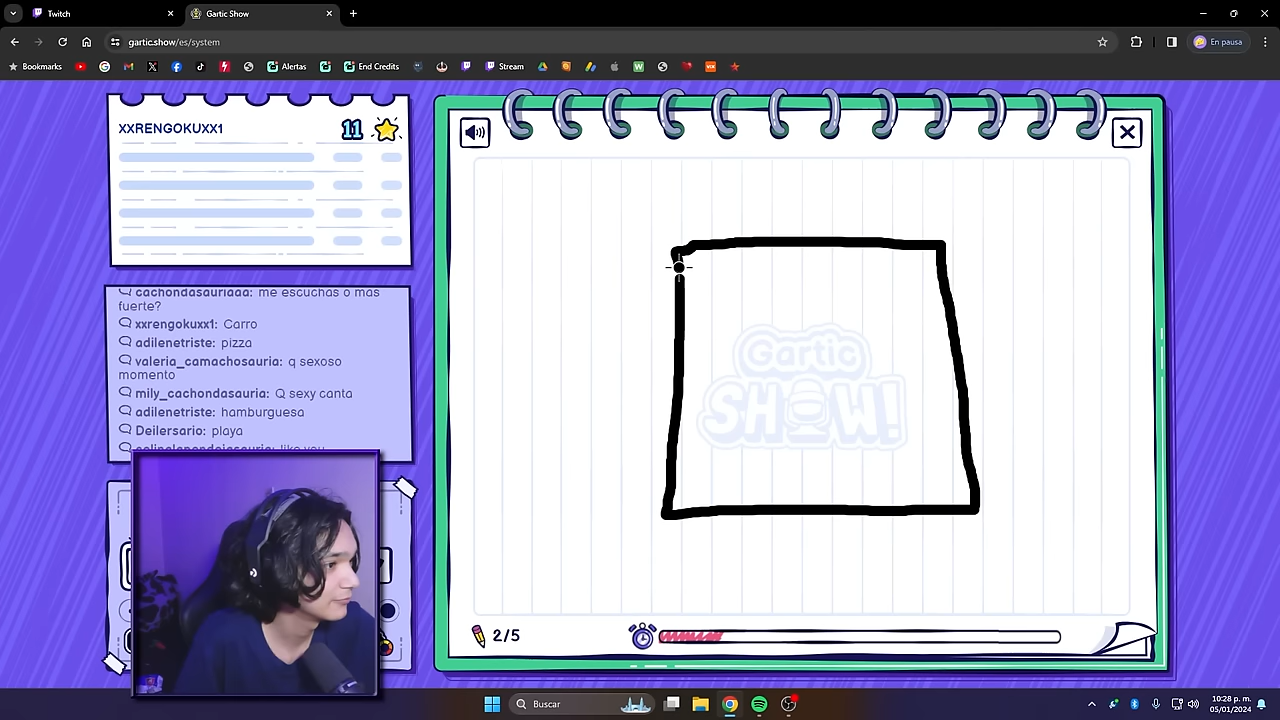 Twitch
Gartic Show
gartic.show/es/system
En pausa
Bookmarks
Alertas
End Credits
Stream
XXRENGOKUXX1
11
cachondasauriaaa: me escuchas o mas
fuerte?
xxrengokuxx1: Carro
adilenetriste: pizza
valeria_camachosauria: q sexoso
momento
mily_cachondasauria: Q sexy canta
adilenetriste: hamburguesa
Deilersario: playa
Gartic
SHOW!
2/5
Buscar
10:28 p. m.
05/01/2024